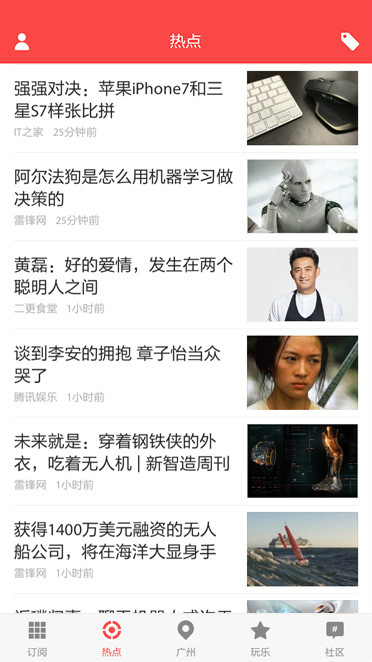 热点
强强对决：苹果iPhone7和三
星S7样张比拼
IT之家 25分钟前
阿尔法狗是怎么用机器学习做
决策的
雷锋网 25分钟前
黄磊：好的爱情，发生在两个
聪明人之间
二更食堂 1小时前
谈到李安的拥抱 章子怡当众
哭了
腾讯娱乐 1小时前
未来就是：穿着钢铁侠的外
衣，吃着无人机 | 新智造周刊
雷锋网 1小时前
获得1400万美元融资的无人
船公司，将在海洋大显身手
雷锋网 1小时前
订阅
热点
广州
玩乐
社区